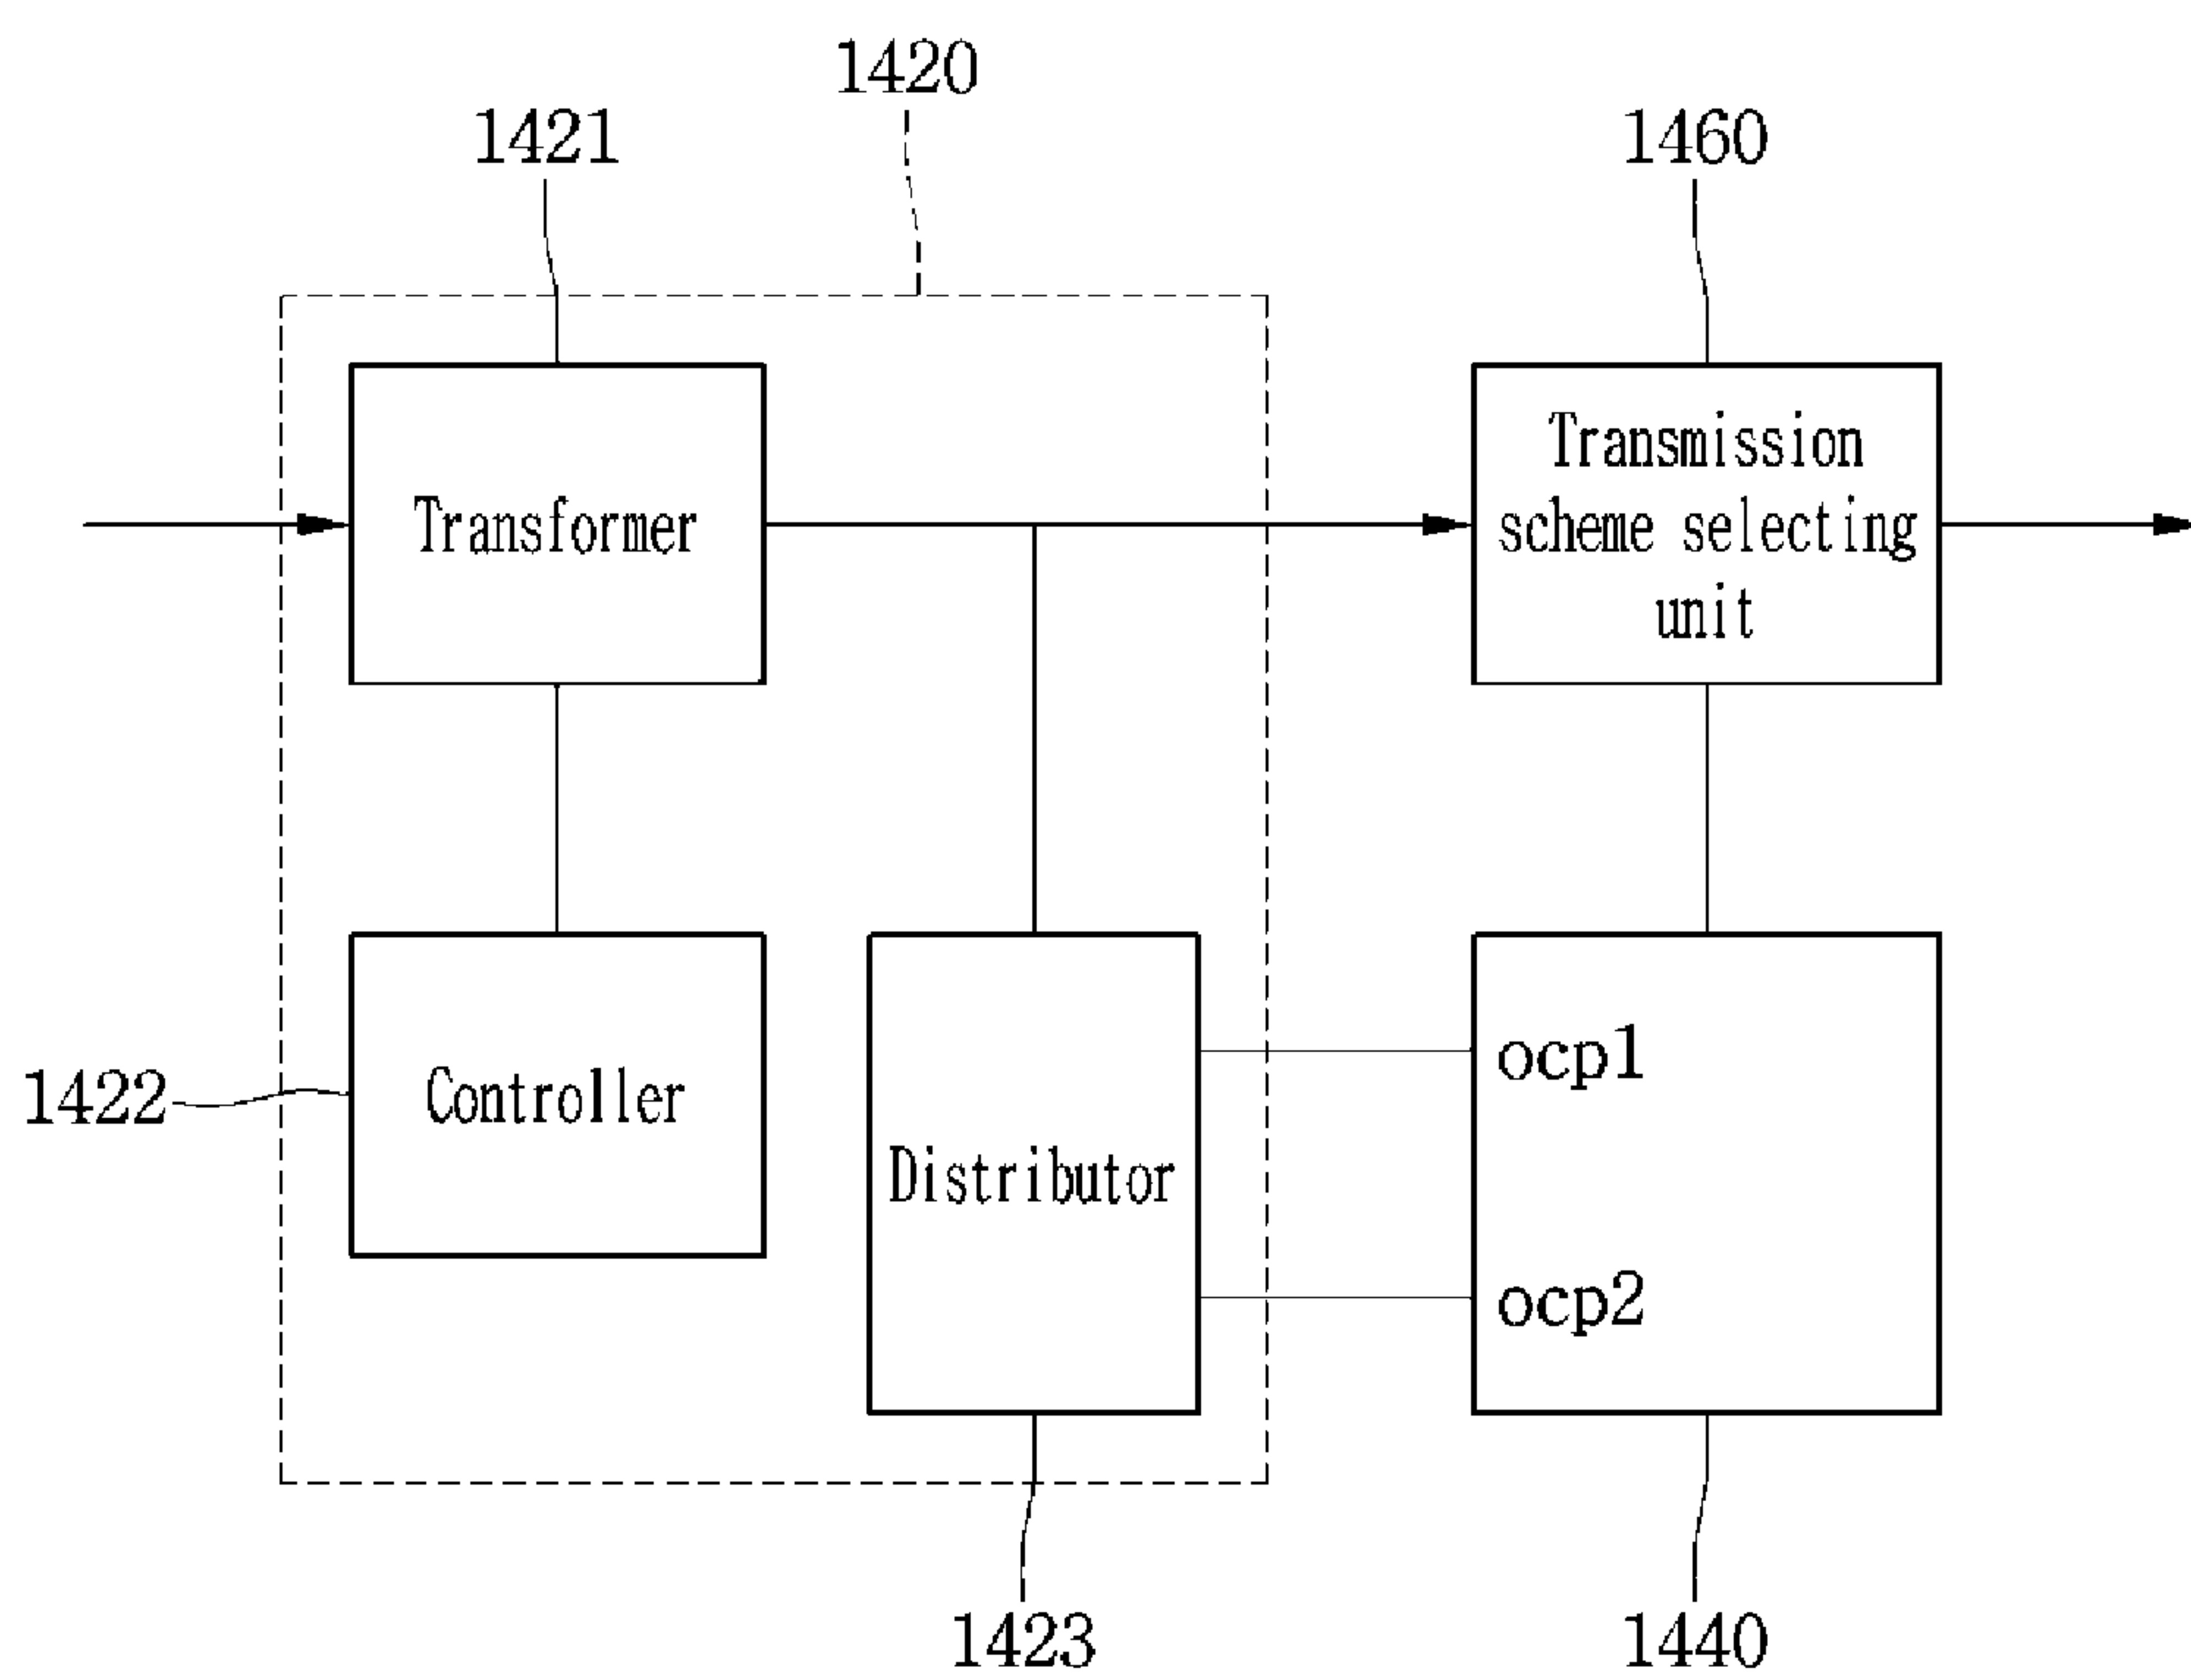 1420
1421
1460
Transformer
Transmission
scheme selecting
unit
1422
Controller
Distributor
ocp1
ocp2
1423
1440